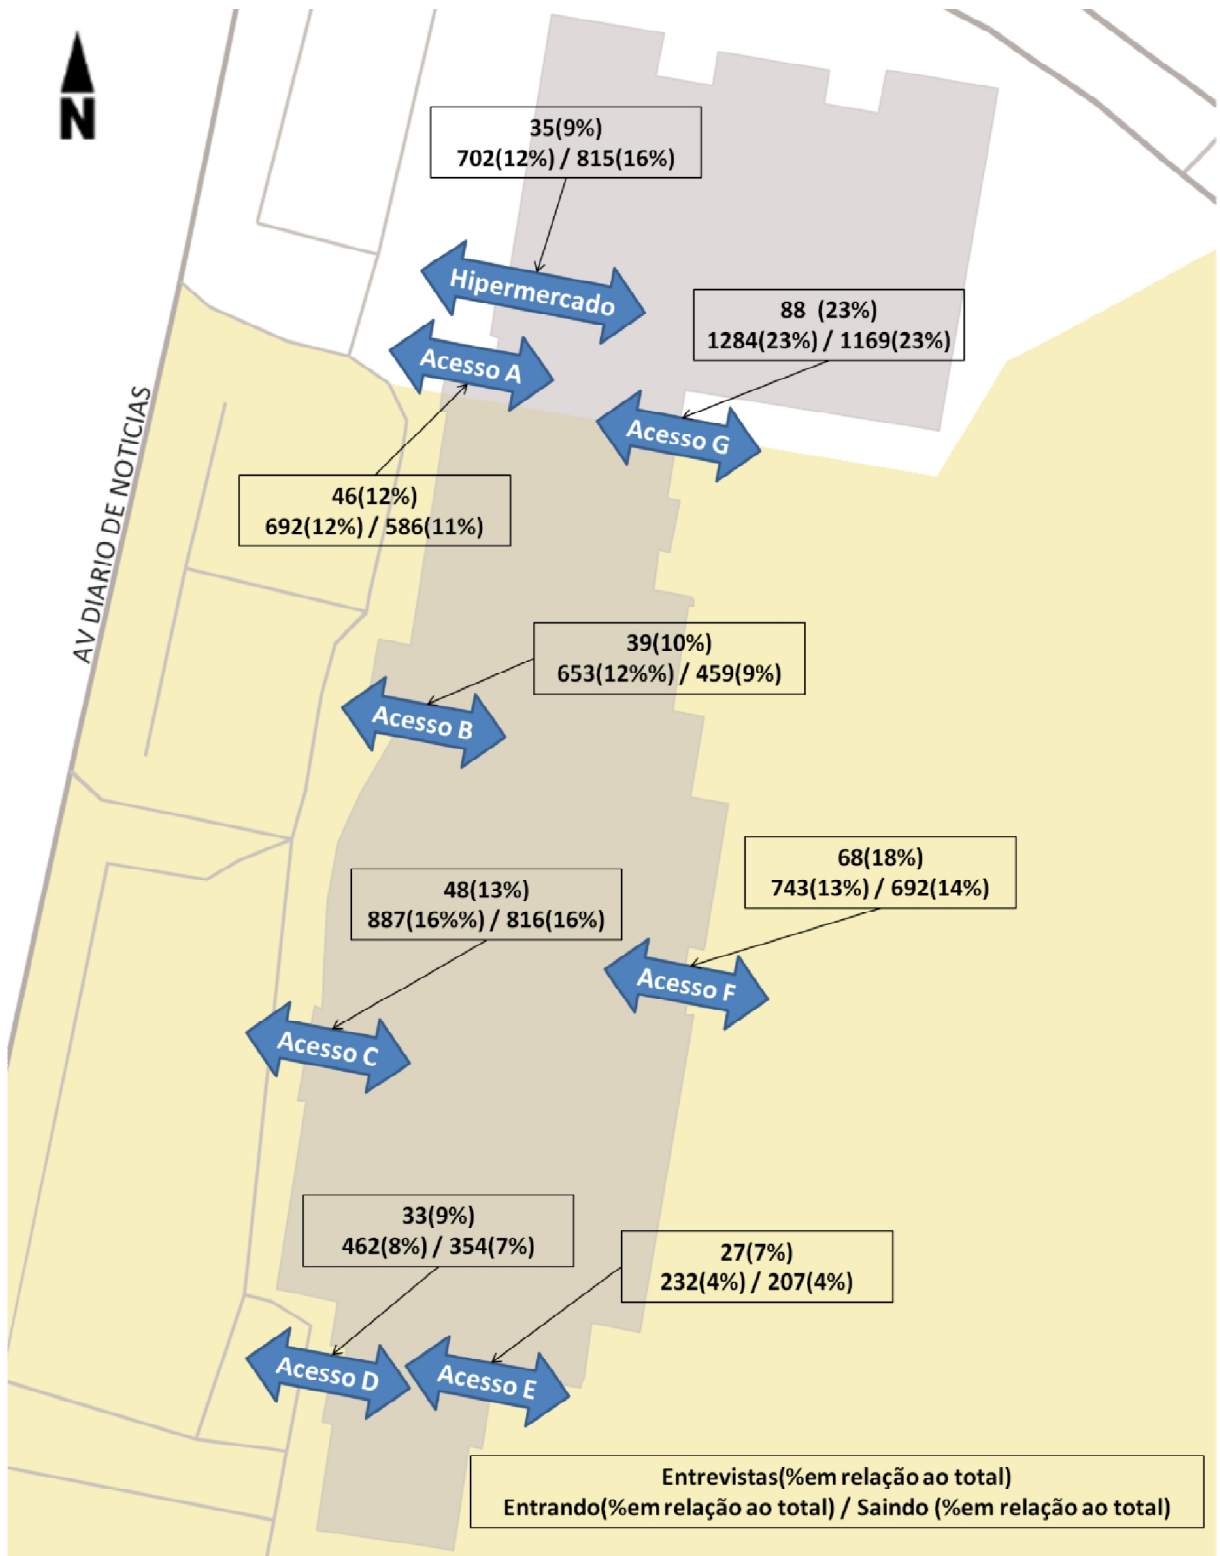 N
35(9%)
702(12%) / 815(16%)
Hipermercado
88 (23%)
1284(23%) / 1169(23%)
Acesso A
Acesso G
AV DIARIO DE NOTICIAS
46(12%)
692(12%) / 586(11%)
39(10%)
653(12%%) / 459(9%)
Acesso B
68(18%)
743(13%) / 692(14%)
48(13%)
887(16%%) / 816(16%)
Acesso F
Acesso C
33(9%)
462(8%) / 354(7%)
27(7%)
232(4%) / 207(4%)
Acesso D
Acesso E
Entrevistas(%em relação ao total)
Entrando(%em relação ao total) / Saindo (%em relação ao total)